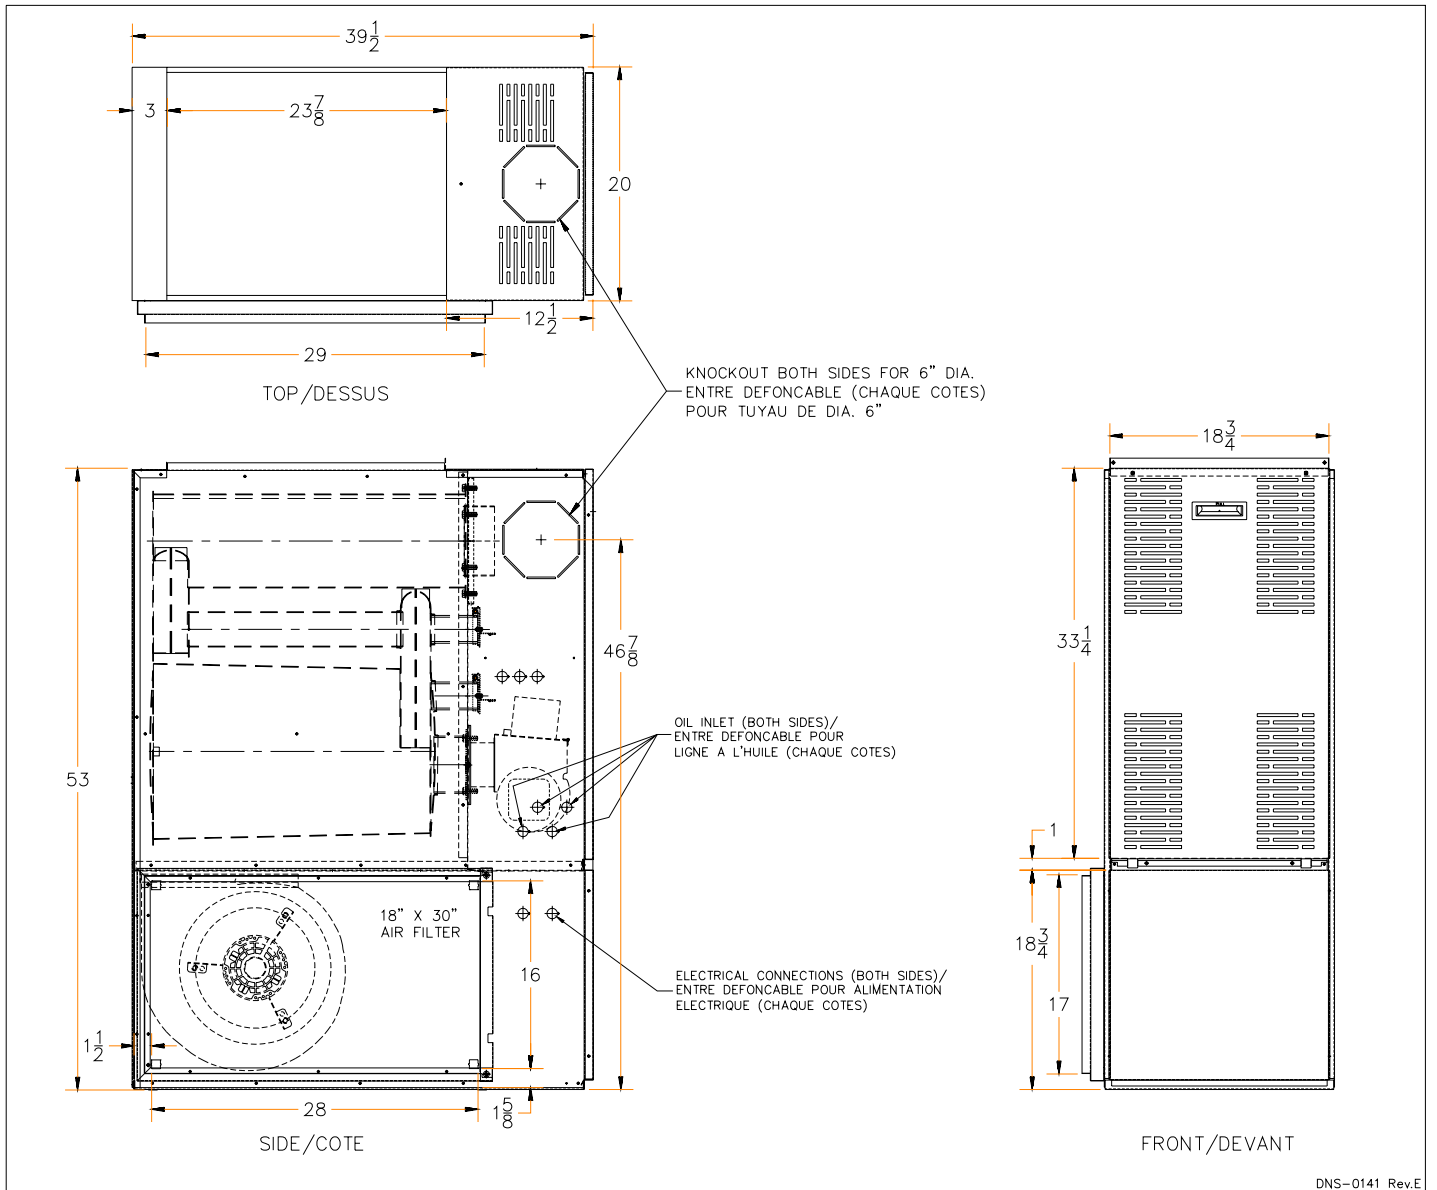 39 1/2
3
23 7/8
20
12 1/2
29
TOP/DESSUS
KNOCKOUT BOTH SIDES FOR 6" DIA.
ENTRE DEFONCABLE (CHAQUE COTES)
POUR TUYAU DE DIA. 6"
18 3/4
33 1/4
46 7/8
53
OIL INLET (BOTH SIDES)/
ENTRE DEFONCABLE POUR
LIGNE A L'HUILE (CHAQUE COTES)
1
18" X 30"
AIR FILTER
16
18 3/4
17
ELECTRICAL CONNECTIONS (BOTH SIDES)/
ENTRE DEFONCABLE POUR ALIMENTATION
ELECTRIQUE (CHAQUE COTES)
1 1/2
28
1 5/8
SIDE/COTE
FRONT/DEVANT
DNS-0141 Rev.E